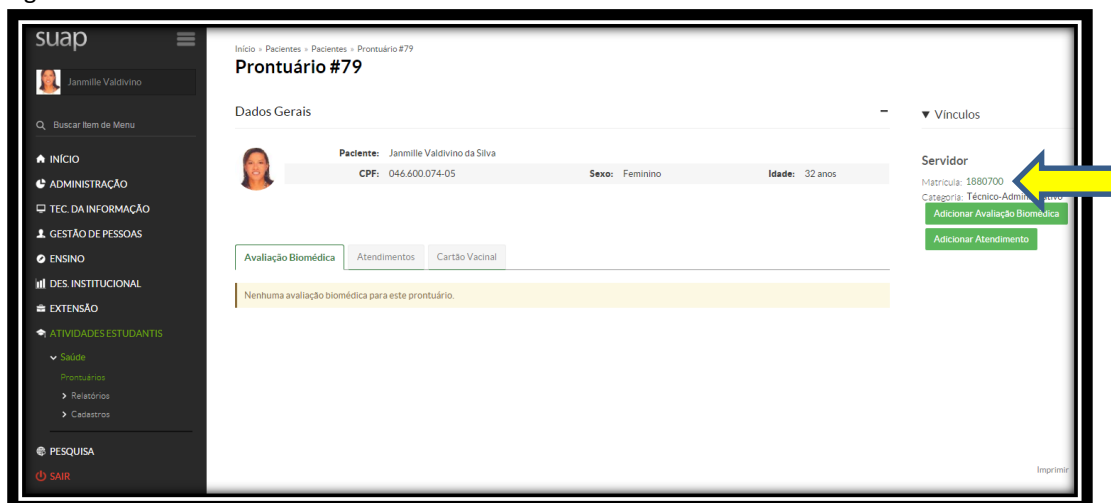 suap
Janmille Valdivino
Buscar Item de Menu
INÍCIO
ADMINISTRAÇÃO
TEC. DA INFORMAÇÃO
GESTÃO DE PESSOAS
ENSINO
DES. INSTITUCIONAL
EXTENSÃO
ATIVIDADES ESTUDANTIS
Saúde
Prontuários
Relatórios
Cadastros
PESQUISA
SAIR
Início » Pacientes » Pacientes » Prontuário #79
Prontuário #79
Dados Gerais
Paciente: Janmille Valdivino da Silva
CPF: 046.600.074-05 Sexo: Feminino Idade: 32 anos
Avaliação Biomédica Atendimentos Cartão Vacinal
Nenhuma avaliação biomédica para este prontuário.
Vínculos
Servidor
Matrícula: 1880700
Categoria: Técnico-Administrativo
Adicionar Avaliação Biomédica
Adicionar Atendimento
Imprimir